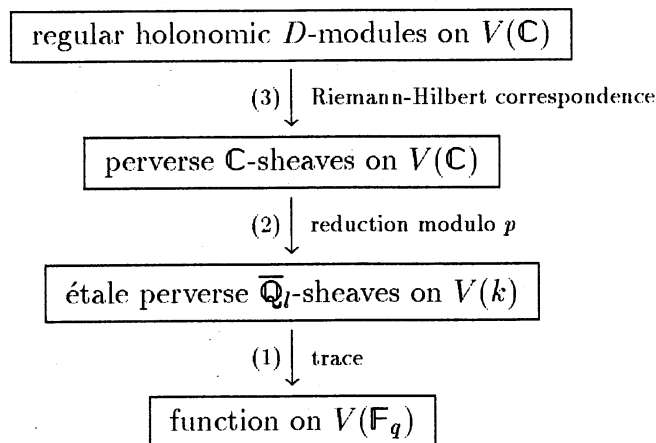 regular holonomic D-modules on V(ℂ)
(3) Riemann-Hilbert correspondence
perverse ℂ-sheaves on V(ℂ)
(2) reduction modulo p
étale perverse ℚ̅ₗ-sheaves on V(k)
(1) trace
function on V(𝔽_q)